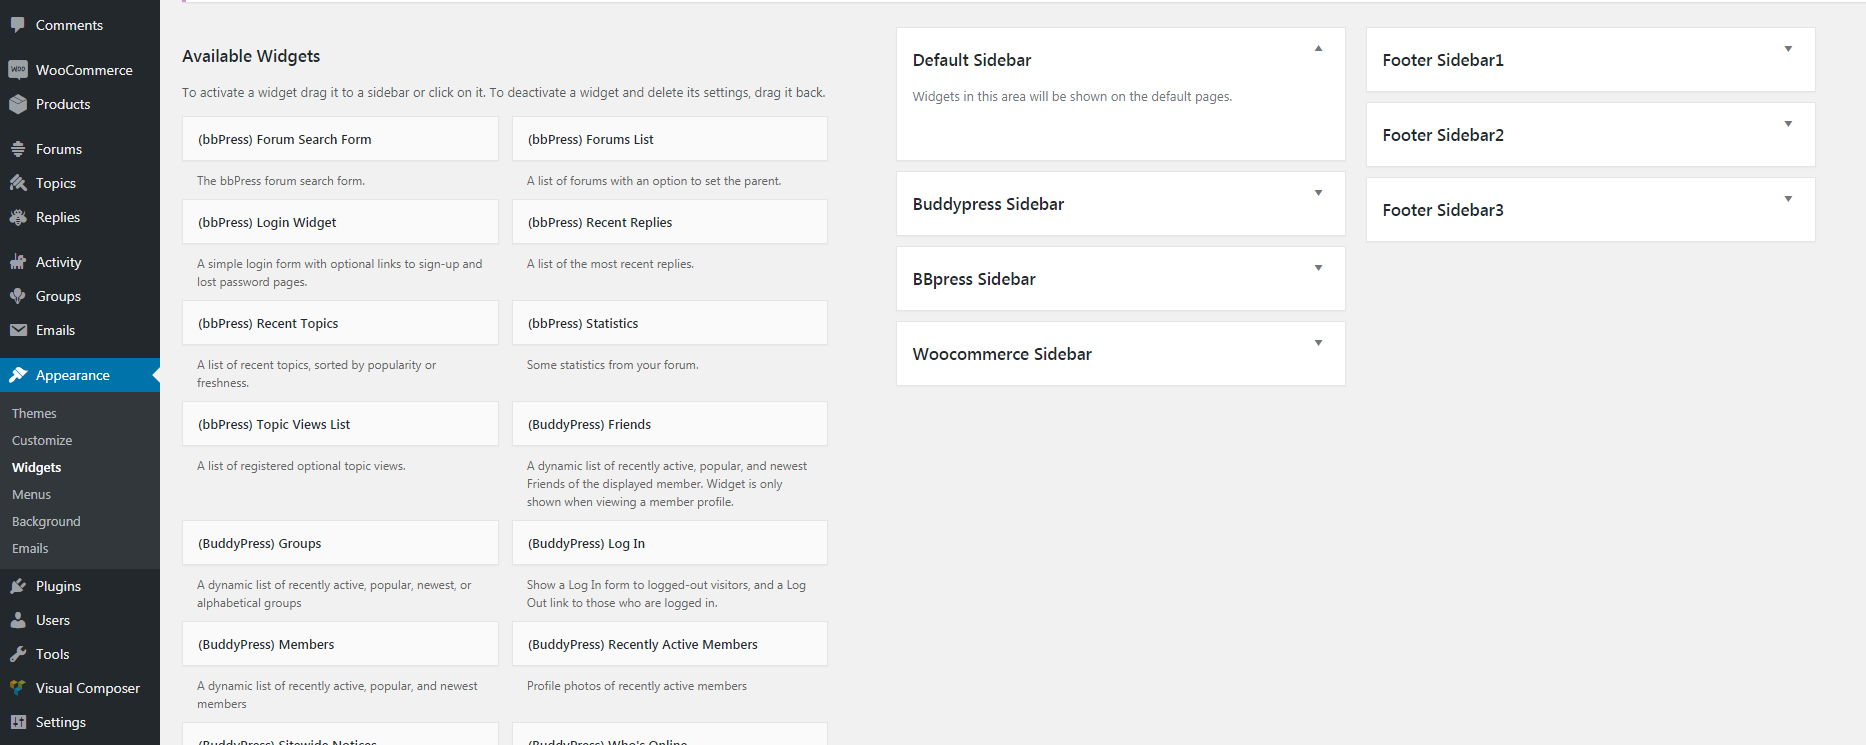 Comments
WOO WooCommerce
Products
Forums
Topics
Replies
Activity
Groups
Emails
Appearance
Themes
Customize
Widgets
Menus
Background
Emails
Plugins
Users
Tools
Visual Composer
Settings
Available Widgets
To activate a widget drag it to a sidebar or click on it. To deactivate a widget and delete its settings, drag it back.
(bbPress) Forum Search Form
The bbPress forum search form.
(bbPress) Forums List
A list of forums with an option to set the parent.
(bbPress) Login Widget
A simple login form with optional links to sign-up and
lost password pages.
(bbPress) Recent Replies
A list of the most recent replies.
(bbPress) Recent Topics
A list of recent topics, sorted by popularity or
freshness.
(bbPress) Statistics
Some statistics from your forum.
(bbPress) Topic Views List
A list of registered optional topic views.
(BuddyPress) Friends
A dynamic list of recently active, popular, and newest
Friends of the displayed member. Widget is only
shown when viewing a member profile.
(BuddyPress) Groups
A dynamic list of recently active, popular, newest, or
alphabetical groups
(BuddyPress) Log In
Show a Log In form to logged-out visitors, and a Log
Out link to those who are logged in.
(BuddyPress) Members
A dynamic list of recently active, popular, and newest
members
(BuddyPress) Recently Active Members
Profile photos of recently active members
(BuddyPress) Sitewide Notices
(BuddyPress) Who's Online
Default Sidebar
Widgets in this area will be shown on the default pages.
Buddypress Sidebar
BBpress Sidebar
Woocommerce Sidebar
Footer Sidebar1
Footer Sidebar2
Footer Sidebar3